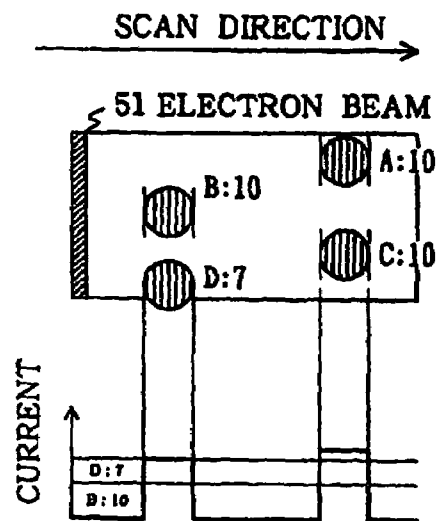 SCAN DIRECTION
51 ELECTRON BEAM
A:10
B:10
C:10
D:7
CURRENT
D:7
B:10